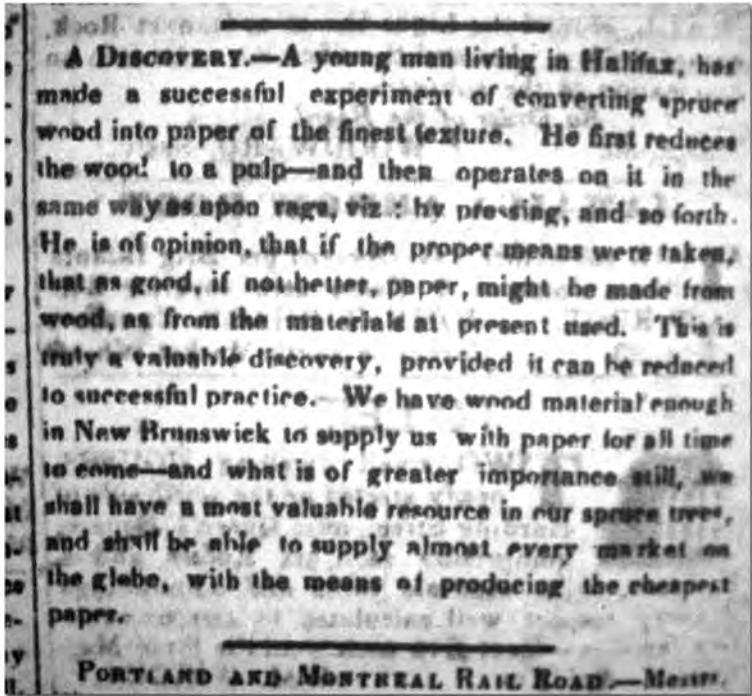 A DISCOVERY.—A young man living in Halifax, has
made a successful experiment of converting spruce
wood into paper of the finest texture. He first reduces
the wood to a pulp—and then operates on it in the
same way as upon rags, viz : by pressing, and so forth.
He is of opinion, that if the proper means were taken,
that as good, if not better, paper, might be made from
wood, as from the materials at present used. This is
truly a valuable discovery, provided it can be reduced
to successful practice. We have wood material enough
in New Brunswick to supply us with paper for all time
to come—and what is of greater importance still, we
shall have a most valuable resource in our spruce trees,
and shall be able to supply almost every market on
the globe, with the means of producing the cheapest
paper.
PORTLAND AND MONTREAL RAIL ROAD.—Messrs.